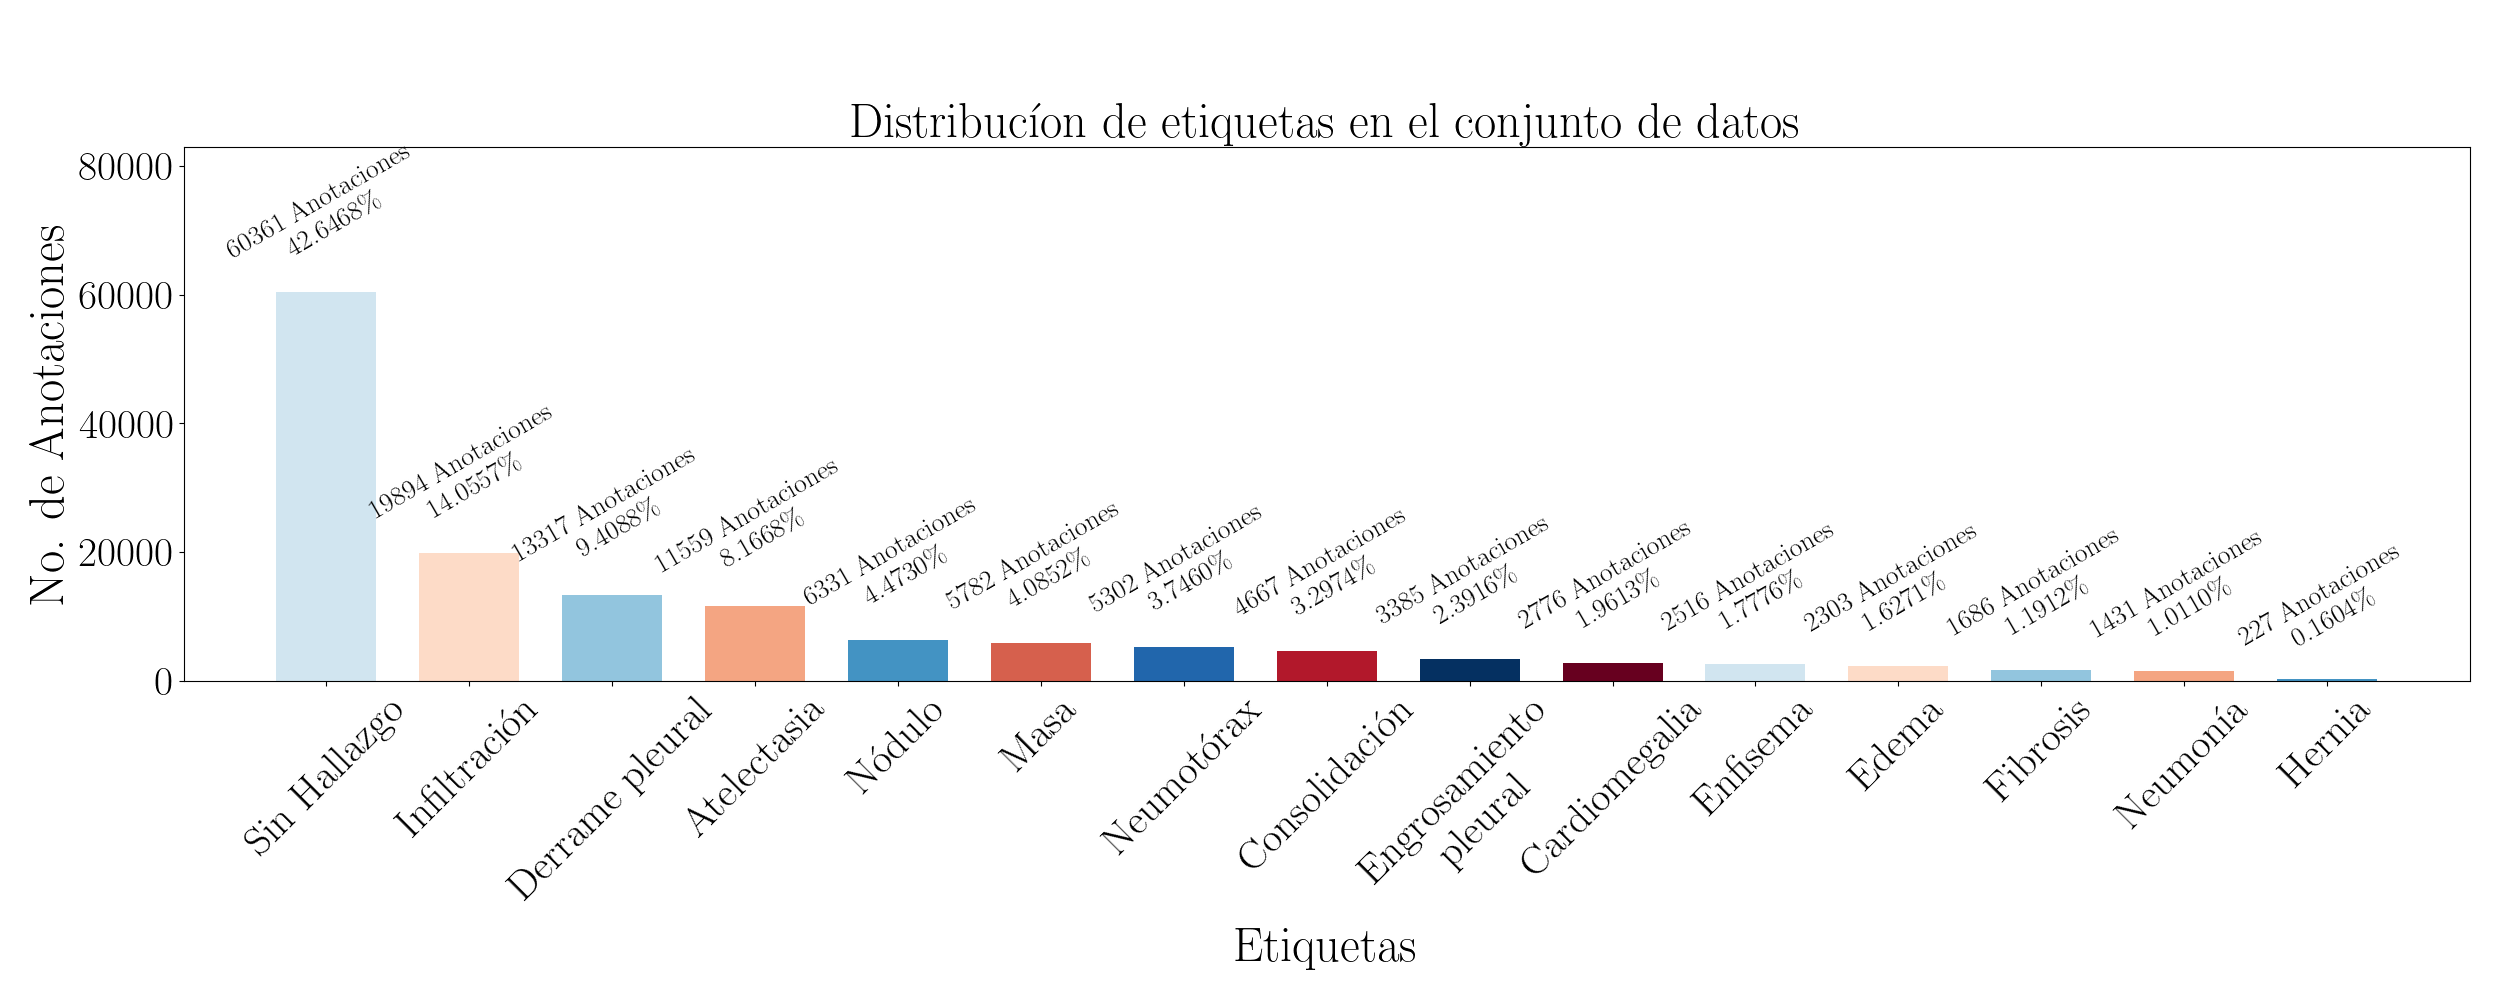 Distribucíon de etiquetas en el conjunto de datos
No. de Anotaciones
80000
60000
40000
20000
0
60361 Anotaciones
42.6468%
19894 Anotaciones
14.0557%
13317 Anotaciones
9.4088%
11559 Anotaciones
8.1668%
6331 Anotaciones
4.4730%
5782 Anotaciones
4.0852%
5302 Anotaciones
3.7460%
4667 Anotaciones
3.2974%
3385 Anotaciones
2.3916%
2776 Anotaciones
1.9613%
2516 Anotaciones
1.7776%
2303 Anotaciones
1.6271%
1686 Anotaciones
1.1912%
1431 Anotaciones
1.0110%
227 Anotaciones
0.1604%
Sin Hallazgo
Infiltración
Derrame pleural
Atelectasia
Nódulo
Masa
Neumotórax
Consolidación
Engrosamiento
pleural
Cardiomegalia
Enfisema
Edema
Fibrosis
Neumonía
Hernia
Etiquetas